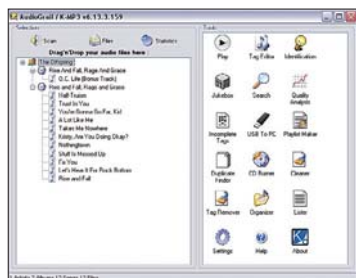 AudioGrail / K-MP3 v6.13.3.159
Selection
Scan Files Statistics
Drag'n'Drop your audio files here :
The Offspring
Rise And Fall, Rage And Grace
O.C. Life (Bonus Track)
Rise and Fall, Rage and Grace
Half-Truism
Trust In You
You're Gonna Go Far, Kid
A Lot Like Me
Takes Me Nowhere
Kristy, Are You Doing Okay?
Nothingtown
Stuff Is Messed Up
Fix You
Let's Hear It For Rock Bottom
Rise and Fall
Tools
Play Tag Editor Identification
Jukebox Search Quality Analysis
Incomplete Tags USB To PC Playlist Maker
Duplicate Finder CD Burner Cleaner
Tag Remover Organizer Lister
Settings Help About